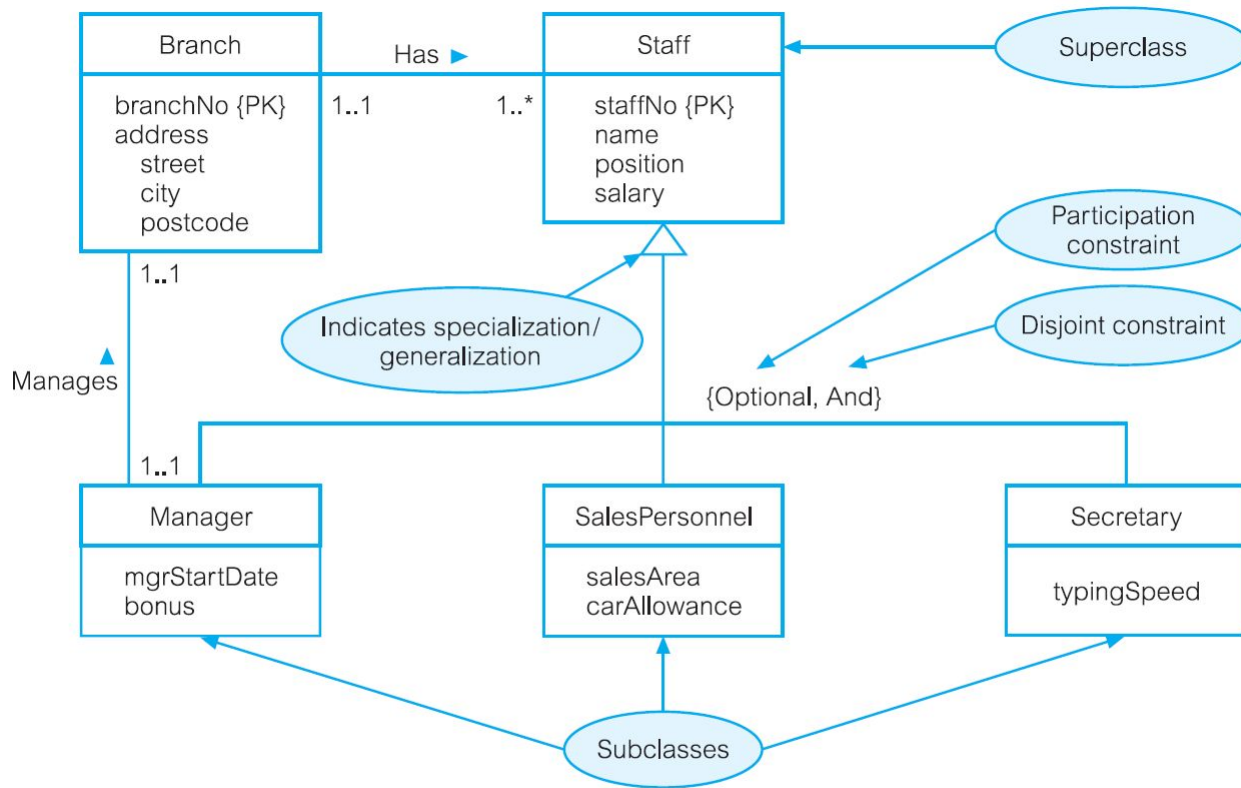 Branch
Has ▶
Staff
Superclass
branchNo {PK}
address
street
city
postcode
1..1
1..*
staffNo {PK}
name
position
salary
Participation
constraint
1..1
Indicates specialization/
generalization
Disjoint constraint
Manages
{Optional, And}
1..1
Manager
SalesPersonnel
Secretary
mgrStartDate
bonus
salesArea
carAllowance
typingSpeed
Subclasses